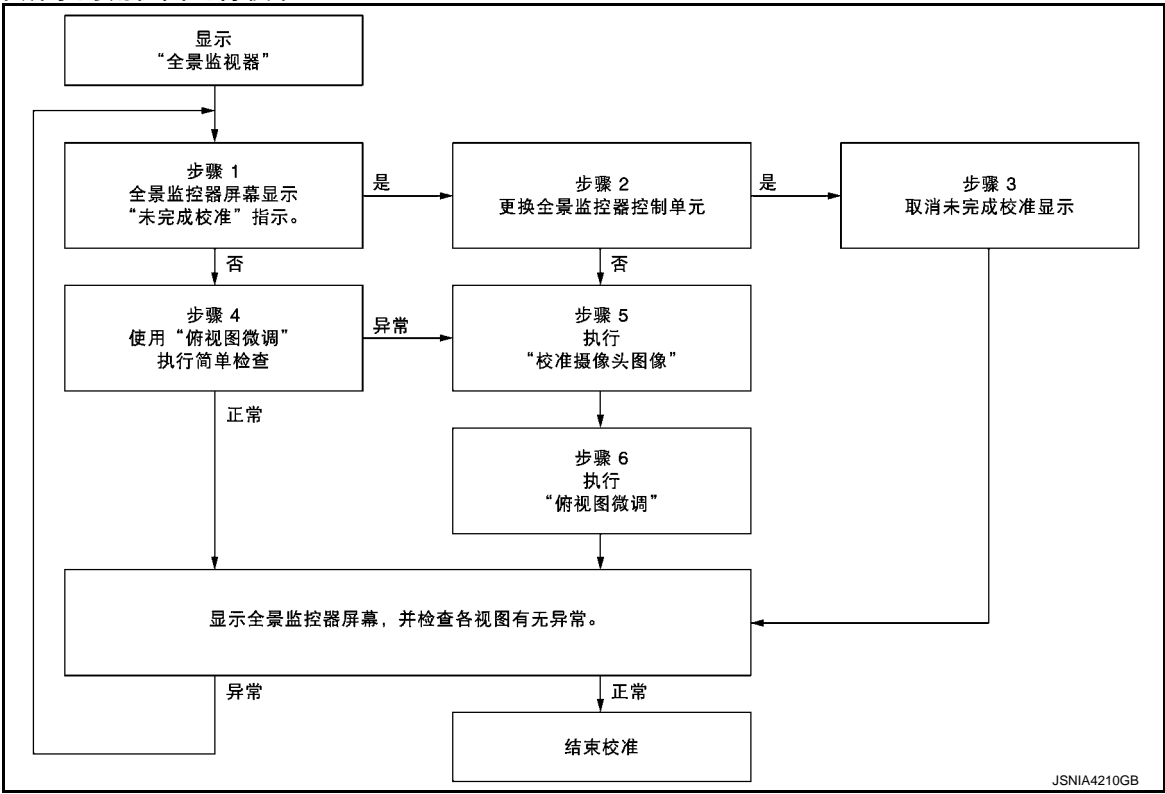 显示
“全景监视器”
步骤 1
全景监控器屏幕显示
“未完成校准”指示。
是
步骤 2
更换全景监控器控制单元
是
步骤 3
取消未完成校准显示
否
否
步骤 4
使用“俯视图微调”
执行简单检查
异常
步骤 5
执行
“校准摄像头图像”
正常
步骤 6
执行
“俯视图微调”
显示全景监控器屏幕，并检查各视图有无异常。
异常
正常
结束校准
JSNIA4210GB